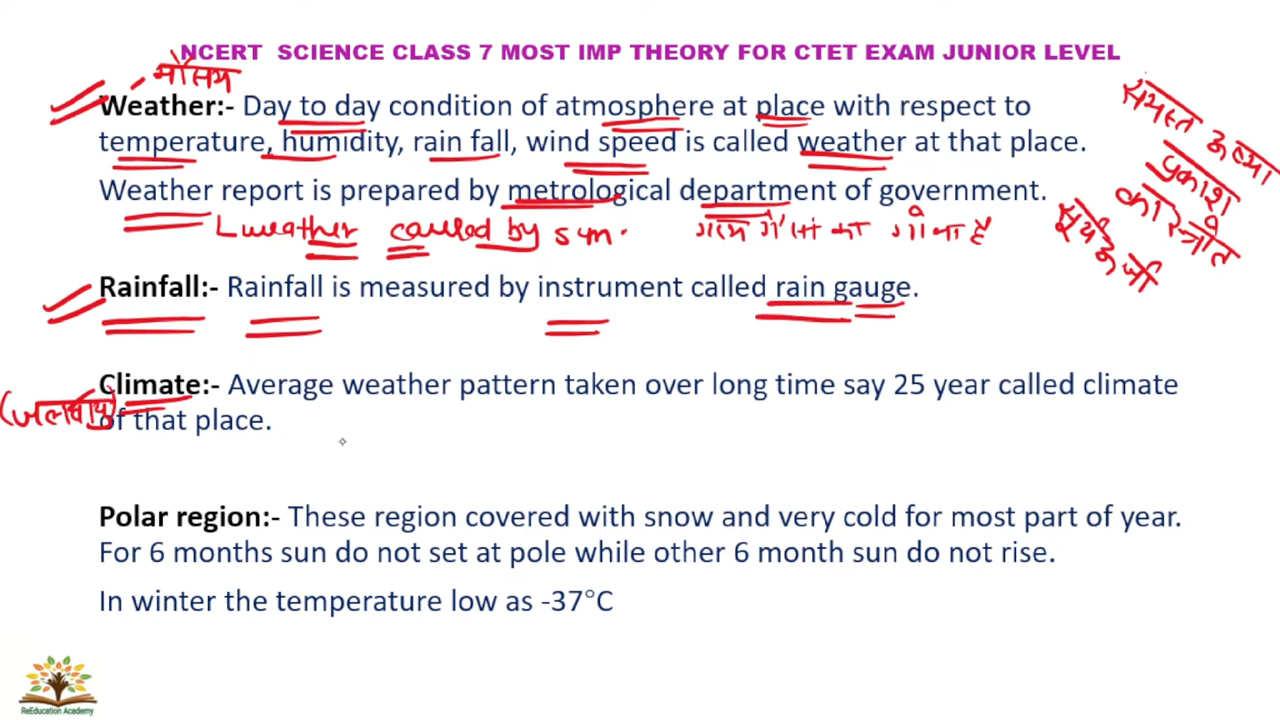 NCERT SCIENCE CLASS 7 MOST IMP THEORY FOR CTET EXAM JUNIOR LEVEL
मौसम
Weather:- Day to day condition of atmosphere at place with respect to
temperature, humidity, rain fall, wind speed is called weather at that place.
Weather report is prepared by metrological department of government.
weather caused by sun.
समस्त
प्रकाश
का स्त्रोत
सूर्य
Rainfall:- Rainfall is measured by instrument called rain gauge.
Climate:- Average weather pattern taken over long time say 25 year called climate
(जलवायु)
of that place.
Polar region:- These region covered with snow and very cold for most part of year.
For 6 months sun do not set at pole while other 6 month sun do not rise.
In winter the temperature low as -37°C
ReEducation Academy